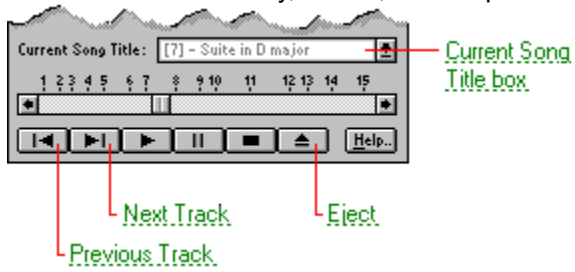 Current Song Title: [7] - Suite in D major
Current Song
Title box
1 2 3 4 5 6 7 8 9 10 11 12 13 14 15
Help..
Next Track
Eject
Previous Track